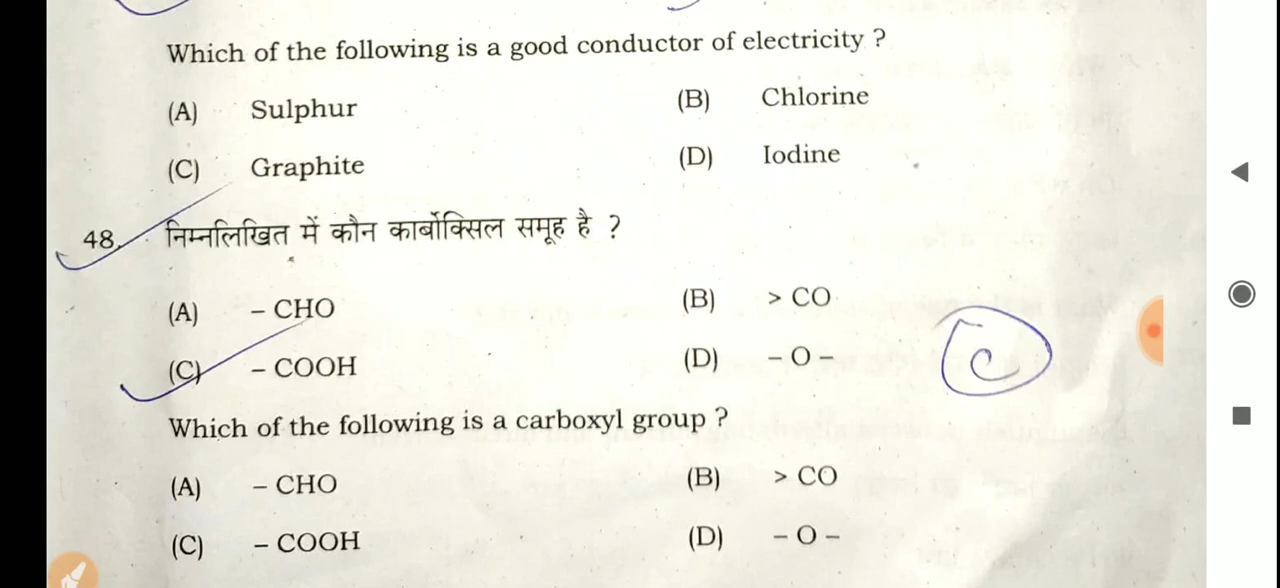 Which of the following is a good conductor of electricity ?
(A) Sulphur (B) Chlorine
(C) Graphite (D) Iodine
48. निम्नलिखित में कौन कार्बोक्सिल समूह है ?
(A) – CHO (B) > CO
(C) – COOH (D) – O –
C
Which of the following is a carboxyl group ?
(A) – CHO (B) > CO
(C) – COOH (D) – O –